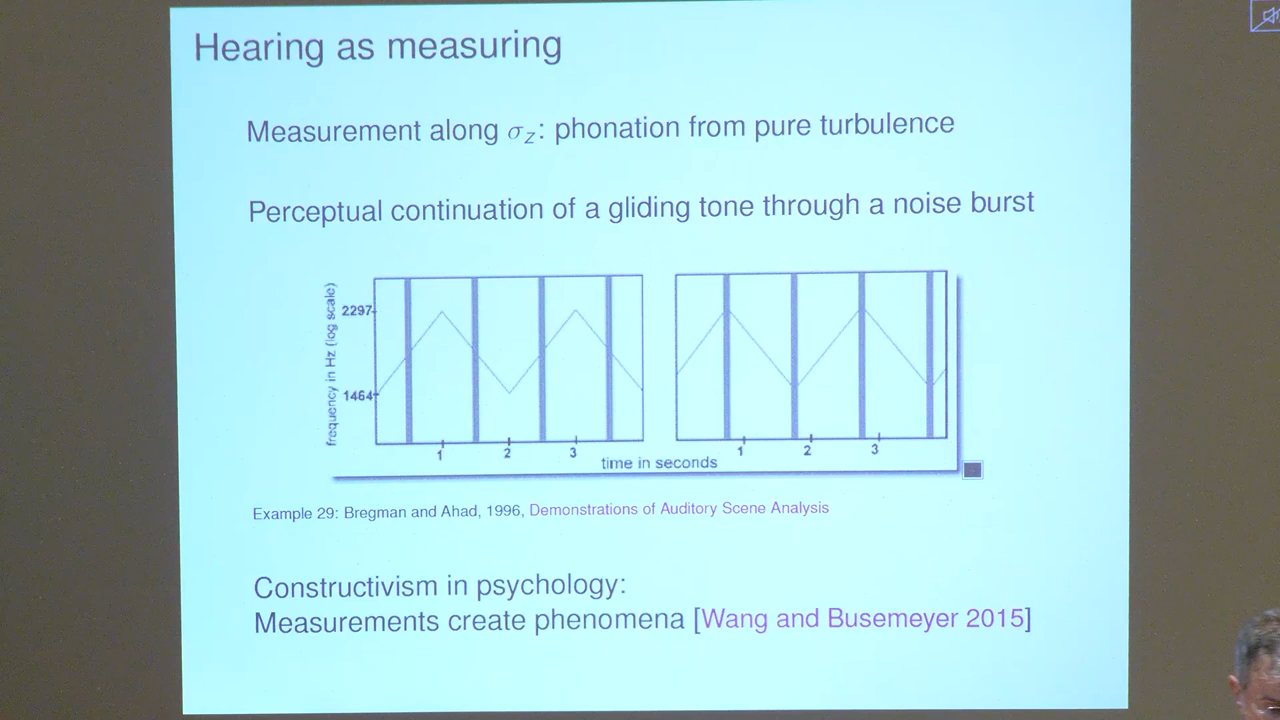 Hearing as measuring
Measurement along σz: phonation from pure turbulence
Perceptual continuation of a gliding tone through a noise burst
frequency in Hz (log scale)
2297
1464
1 2 3
1 2 3
time in seconds
Example 29: Bregman and Ahad, 1996, Demonstrations of Auditory Scene Analysis
Constructivism in psychology:
Measurements create phenomena [Wang and Busemeyer 2015]